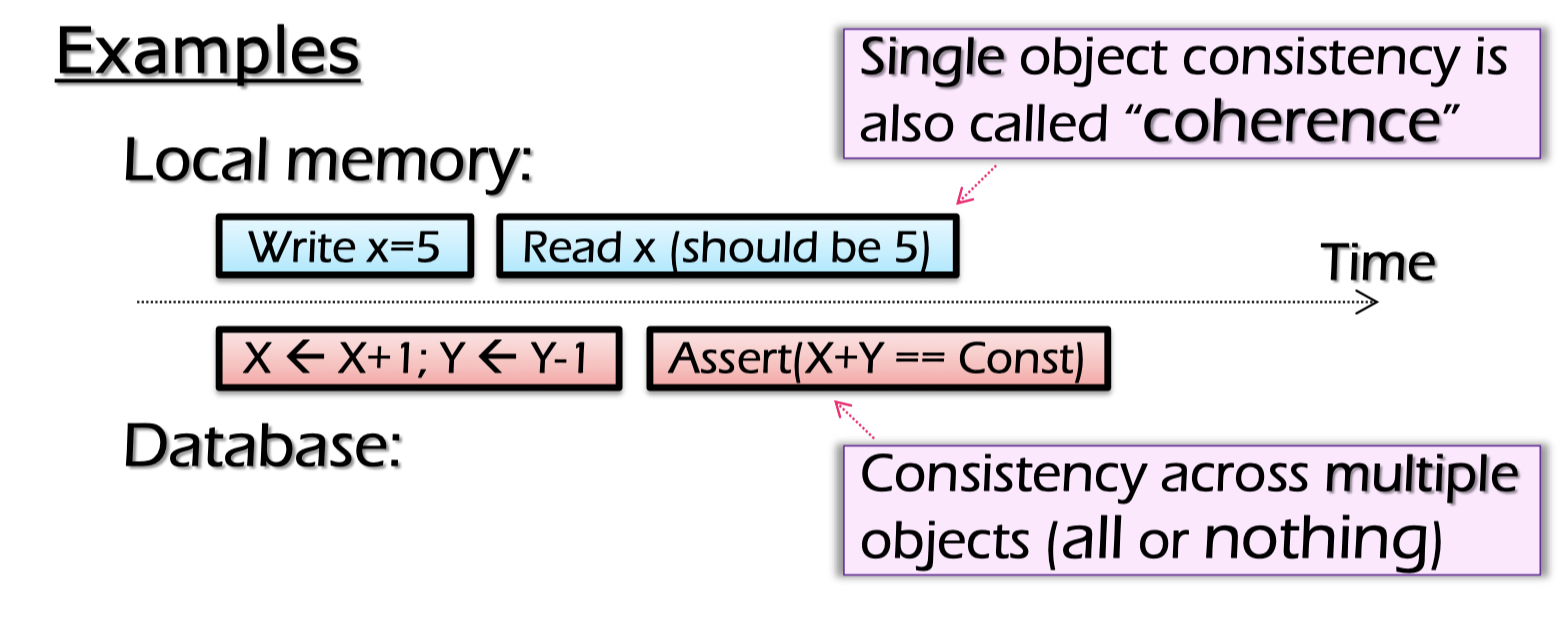 Examples
Single object consistency is
also called “coherence”
Local memory:
Write x=5
Read x (should be 5)
Time
X ← X+1; Y ← Y-1
Assert(X+Y == Const)
Database:
Consistency across multiple
objects (all or nothing)